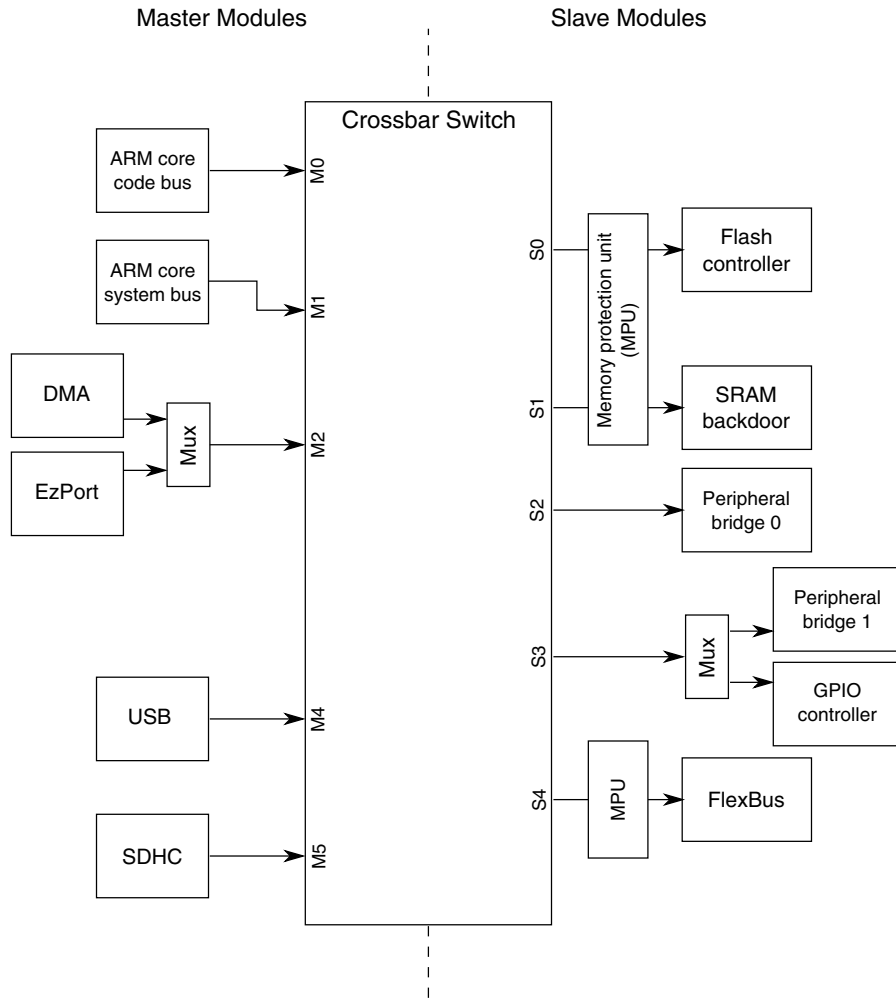 Master Modules
Slave Modules
Crossbar Switch
ARM core
code bus
M0
ARM core
system bus
M1
DMA
Mux
M2
EzPort
USB
M4
SDHC
M5
S0
Memory protection unit
(MPU)
Flash
controller
S1
SRAM
backdoor
S2
Peripheral
bridge 0
S3
Mux
Peripheral
bridge 1
GPIO
controller
S4
MPU
FlexBus